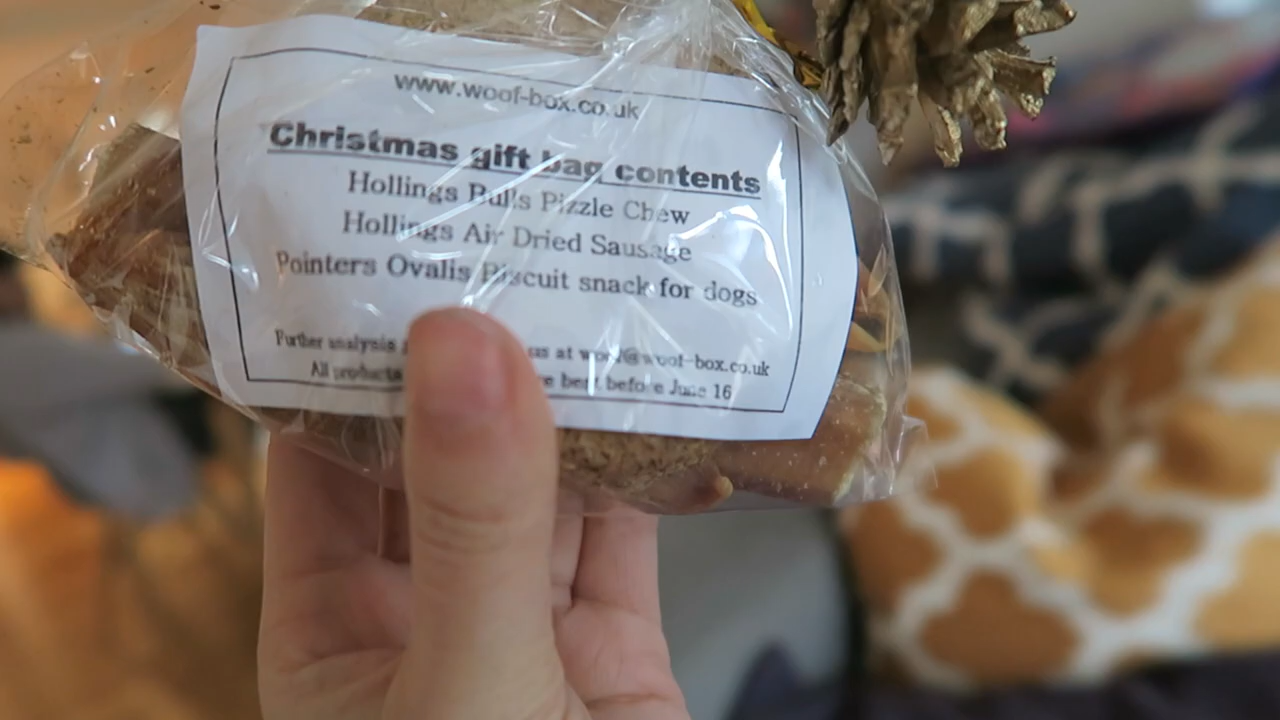 www.woof-box.co.uk
Christmas gift bag contents
Hollings Bulls Pizzle Chew
Hollings Air Dried Sausage
Pointers Ovalis Biscuit snack for dogs
Further analysis us at woof@woof-box.co.uk
All products best before June 16